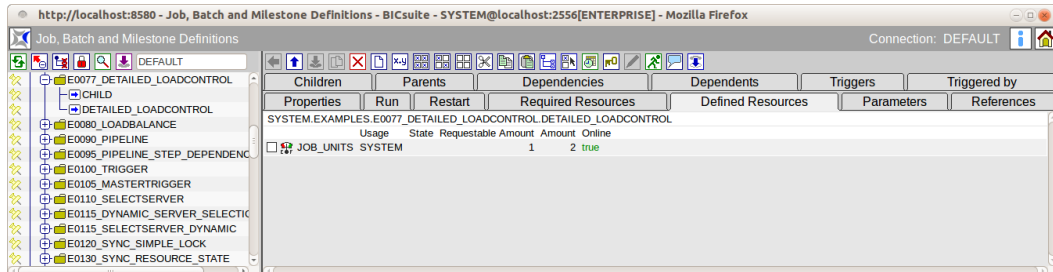 http://localhost:8580 - Job, Batch and Milestone Definitions - BICsuite - SYSTEM@localhost:2556[ENTERPRISE] - Mozilla Firefox
Job, Batch and Milestone Definitions
Connection: DEFAULT
DEFAULT
E0077_DETAILED_LOADCONTROL
CHILD
DETAILED_LOADCONTROL
E0080_LOADBALANCE
E0090_PIPELINE
E0095_PIPELINE_STEP_DEPENDENC
E0100_TRIGGER
E0105_MASTERTRIGGER
E0110_SELECTSERVER
E0115_DYNAMIC_SERVER_SELECTIO
E0115_SELECTSERVER_DYNAMIC
E0120_SYNC_SIMPLE_LOCK
E0130_SYNC_RESOURCE_STATE
Children Parents Dependencies Dependents Triggers Triggered by
Properties Run Restart Required Resources Defined Resources Parameters References
SYSTEM.EXAMPLES.E0077_DETAILED_LOADCONTROL.DETAILED_LOADCONTROL
Usage State Requestable Amount Amount Online
JOB_UNITS SYSTEM 1 2 true